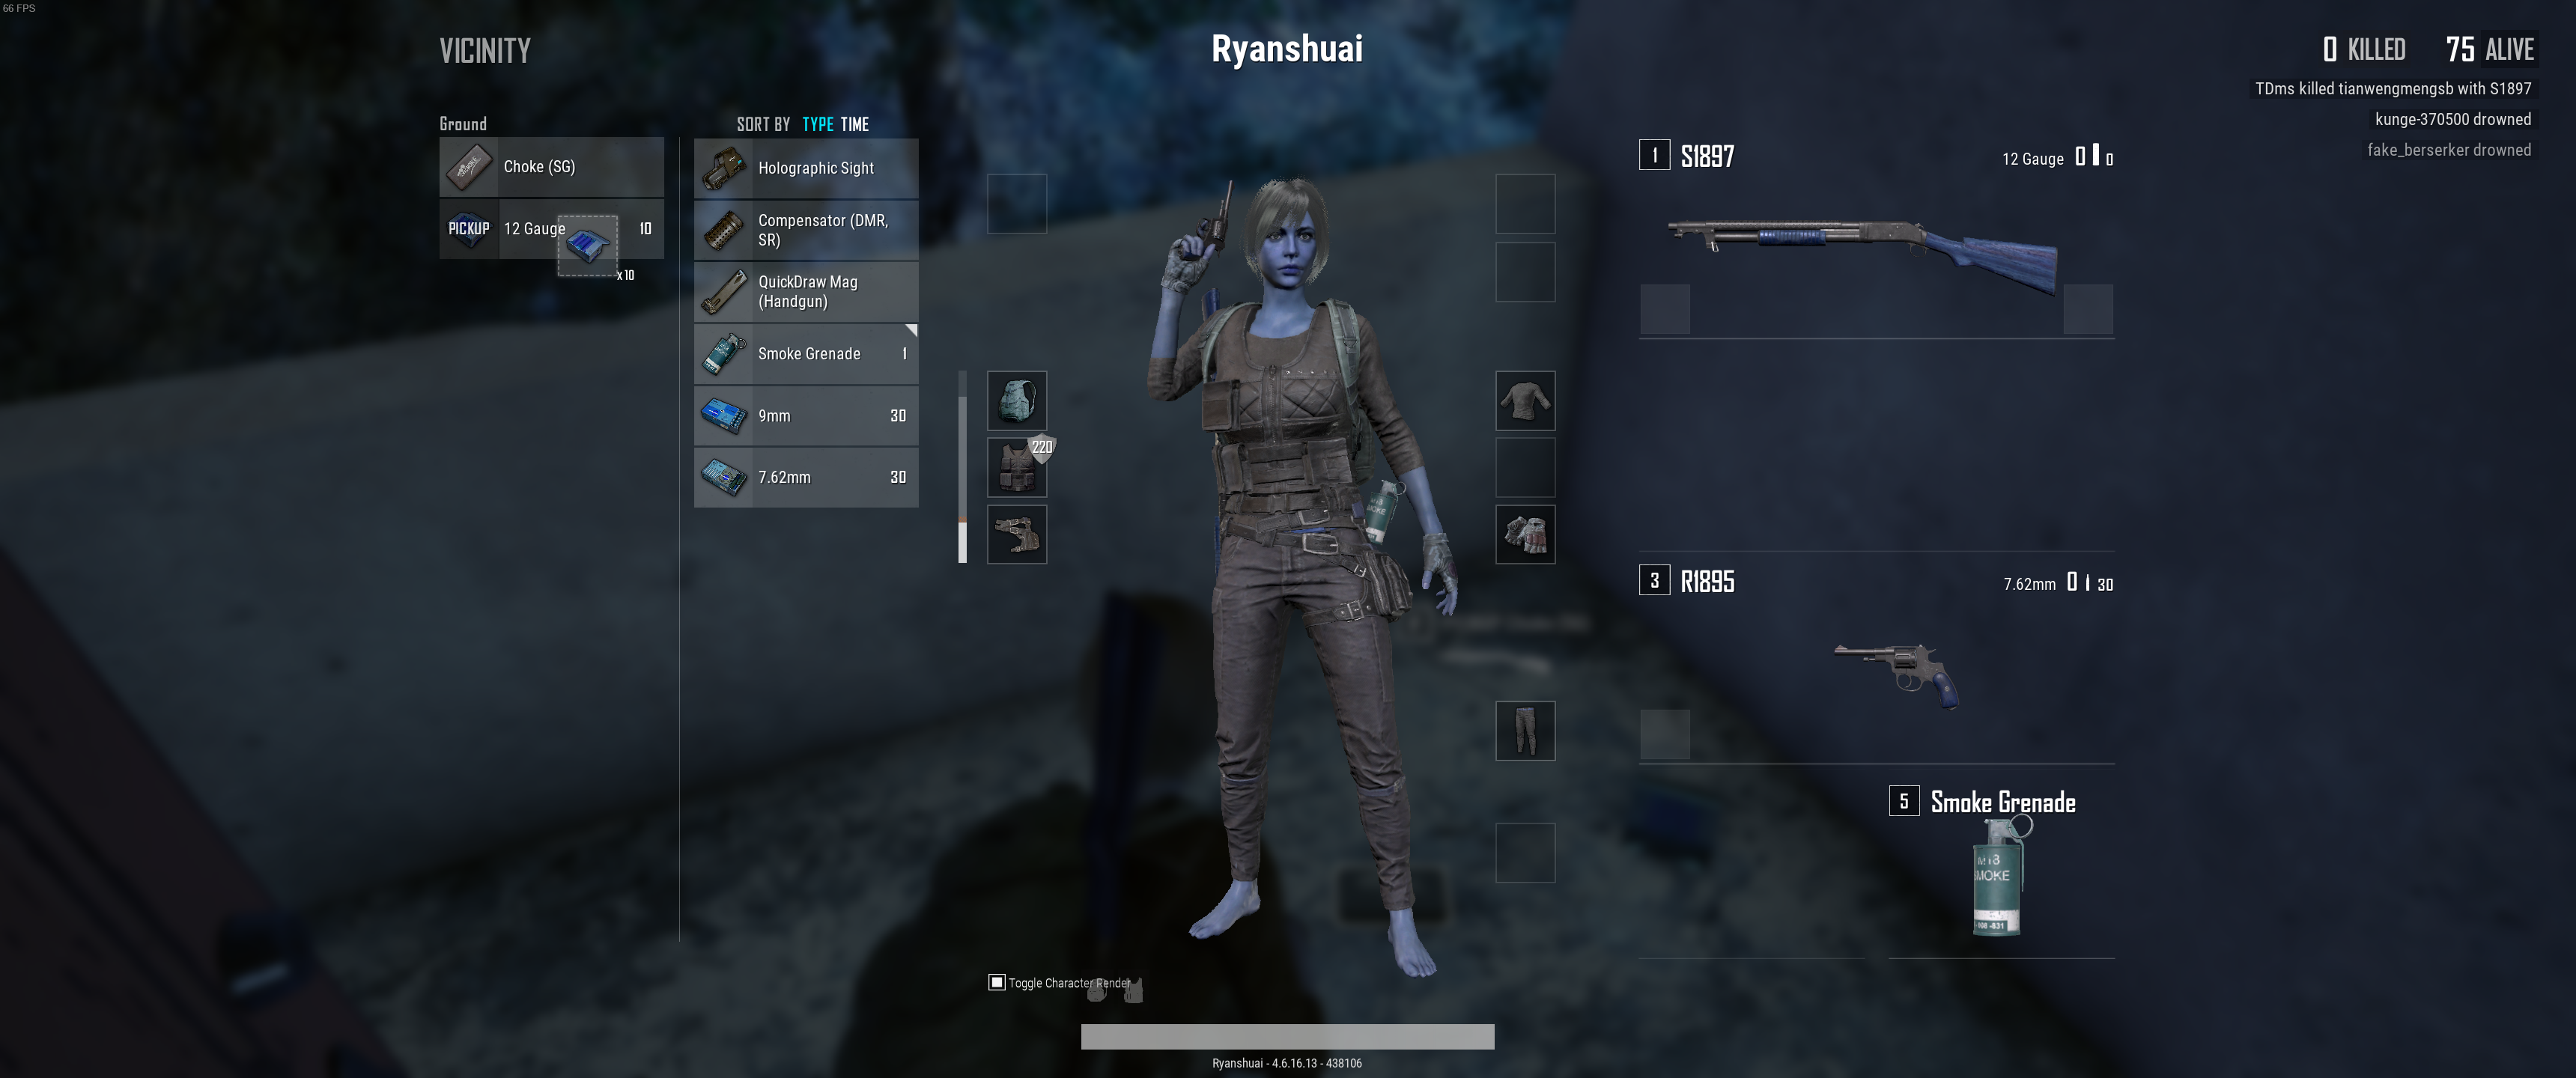 66 FPS
VICINITY
Ryanshuai
0 KILLED 75 ALIVE
TDms killed tianwengmengsb with S1897
kunge-370500 drowned
fake_berserker drowned
Ground
SORT BY TYPE TIME
Choke (SG)
PICKUP 12 Gauge 10
x 10
Holographic Sight
Compensator (DMR,
SR)
QuickDraw Mag
(Handgun)
Smoke Grenade 1
9mm 30
7.62mm 30
220
1 S1897 12 Gauge 0 0
3 R1895 7.62mm 0 30
5 Smoke Grenade
M18
SMOKE
Toggle Character Render
Ryanshuai - 4.6.16.13 - 438106